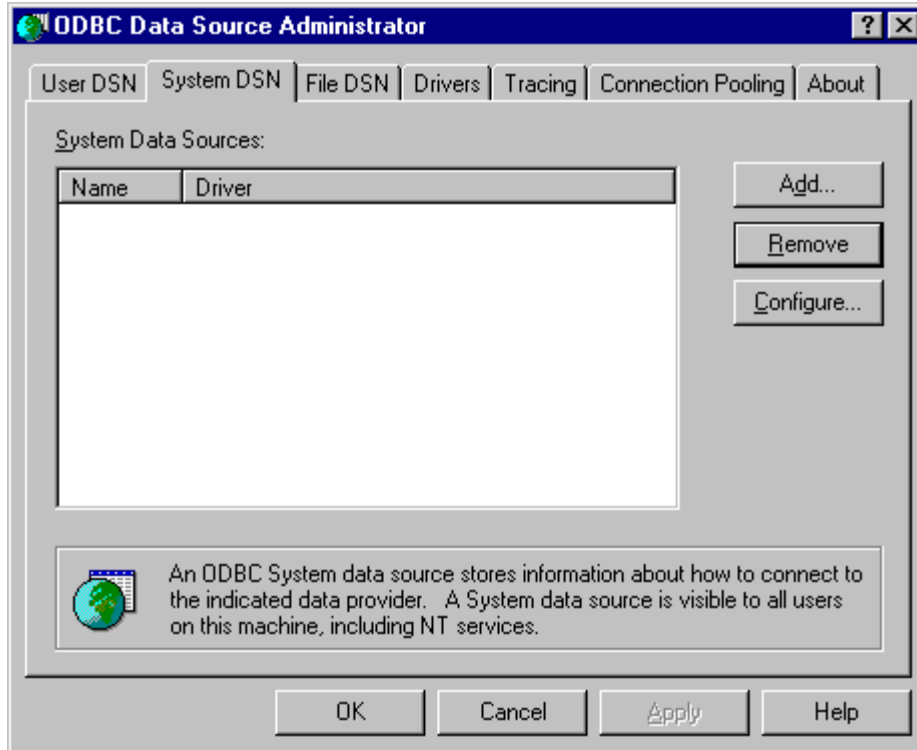 ODBC Data Source Administrator
User DSN System DSN File DSN Drivers Tracing Connection Pooling About
System Data Sources:
Name Driver
Add...
Remove
Configure...
An ODBC System data source stores information about how to connect to
the indicated data provider. A System data source is visible to all users
on this machine, including NT services.
OK Cancel Apply Help